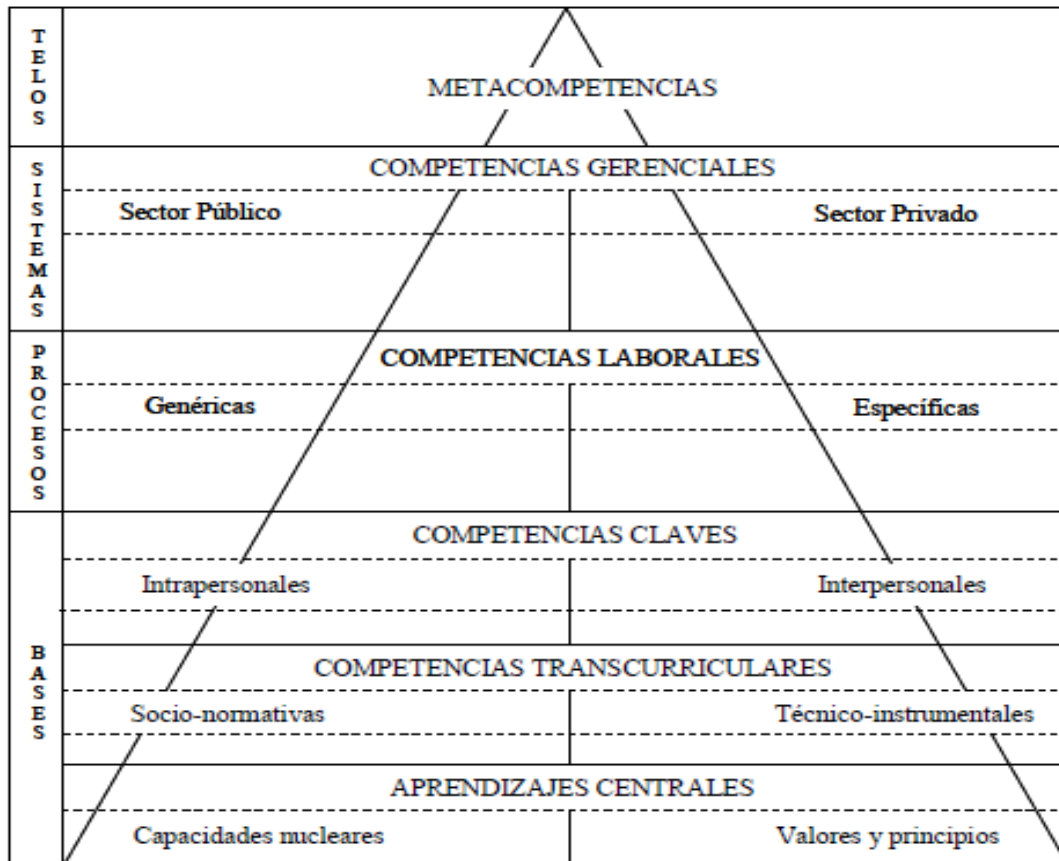 TELOS
METACOMPETENCIAS
SISTEMAS
COMPETENCIAS GERENCIALES
Sector Público
Sector Privado
PROCESOS
COMPETENCIAS LABORALES
Genéricas
Específicas
BASES
COMPETENCIAS CLAVES
Intrapersonales
Interpersonales
COMPETENCIAS TRANSCURRICULARES
Socio-normativas
Técnico-instrumentales
APRENDIZAJES CENTRALES
Capacidades nucleares
Valores y principios